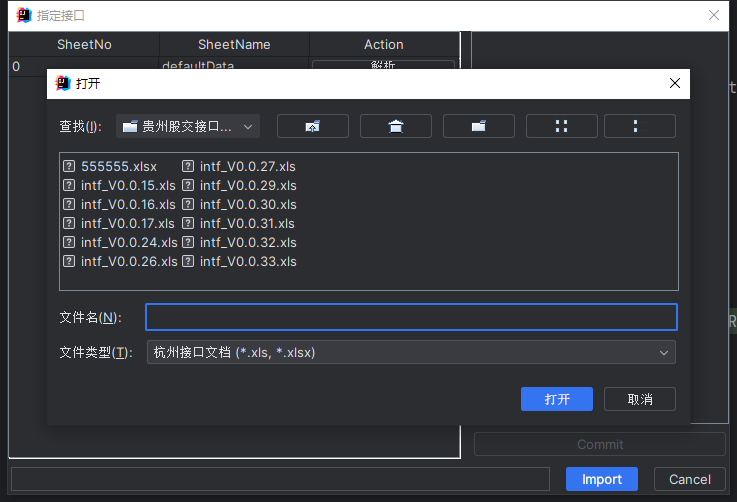 指定接口
SheetNo SheetName Action
0 defaultData 解析
打开
查找(I): 贵州股交接口...
555555.xlsx intf_V0.0.27.xls
intf_V0.0.15.xls intf_V0.0.29.xls
intf_V0.0.16.xls intf_V0.0.30.xls
intf_V0.0.17.xls intf_V0.0.31.xls
intf_V0.0.24.xls intf_V0.0.32.xls
intf_V0.0.26.xls intf_V0.0.33.xls
文件名(N):
文件类型(T): 杭州接口文档 (*.xls, *.xlsx)
打开 取消
Commit
Import Cancel
t
R